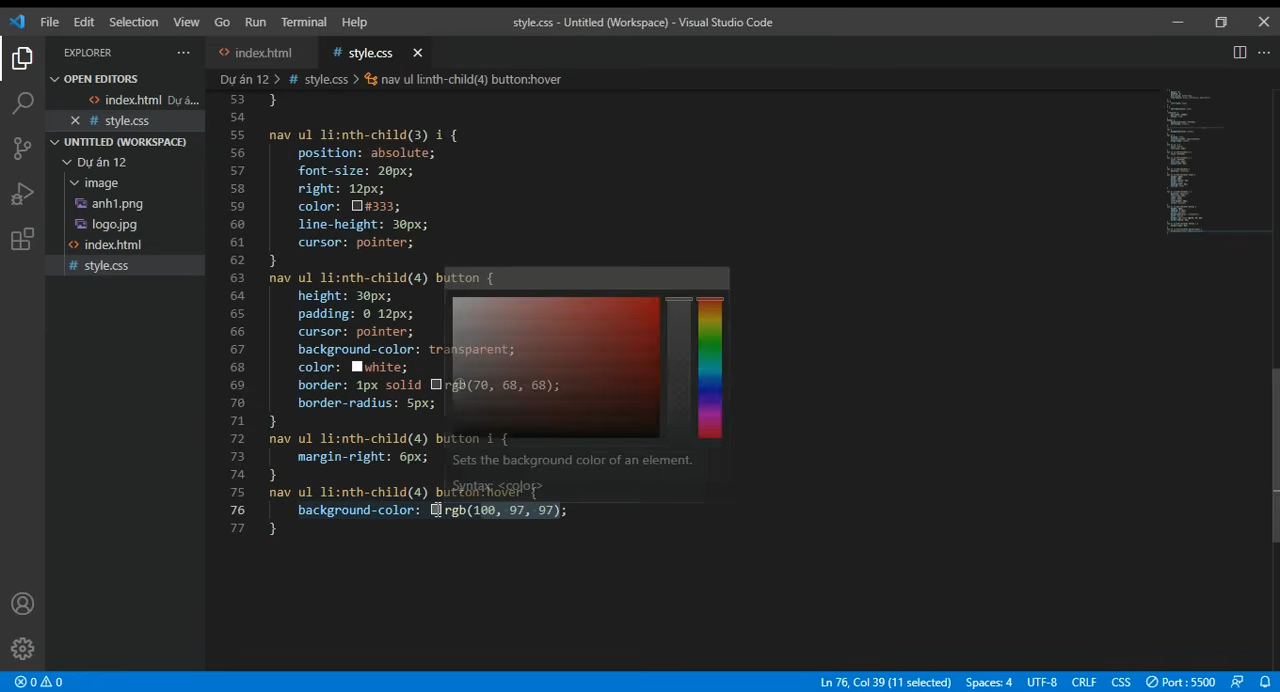 File Edit Selection View Go Run Terminal Help style.css - Untitled (Workspace) - Visual Studio Code
EXPLORER
OPEN EDITORS
index.html Dự á...
style.css
UNTITLED (WORKSPACE)
Dự án 12
image
anh1.png
logo.jpg
index.html
style.css
index.html style.css
Dự án 12 > style.css > nav ul li:nth-child(4) button:hover
53 }
54
55 nav ul li:nth-child(3) i {
56 position: absolute;
57 font-size: 20px;
58 right: 12px;
59 color: #333;
60 line-height: 30px;
61 cursor: pointer;
62 }
63 nav ul li:nth-child(4) button {
64 height: 30px;
65 padding: 0 12px;
66 cursor: pointer;
67 background-color: transparent;
68 color: white;
69 border: 1px solid rgb(70, 68, 68);
70 border-radius: 5px;
71 }
72 nav ul li:nth-child(4) button i {
73 margin-right: 6px;
74 }
Sets the background color of an element.
Syntax: <color>
75 nav ul li:nth-child(4) button:hover {
76 background-color: rgb(100, 97, 97);
77 }
0 0 Ln 76, Col 39 (11 selected) Spaces: 4 UTF-8 CRLF CSS Port : 5500